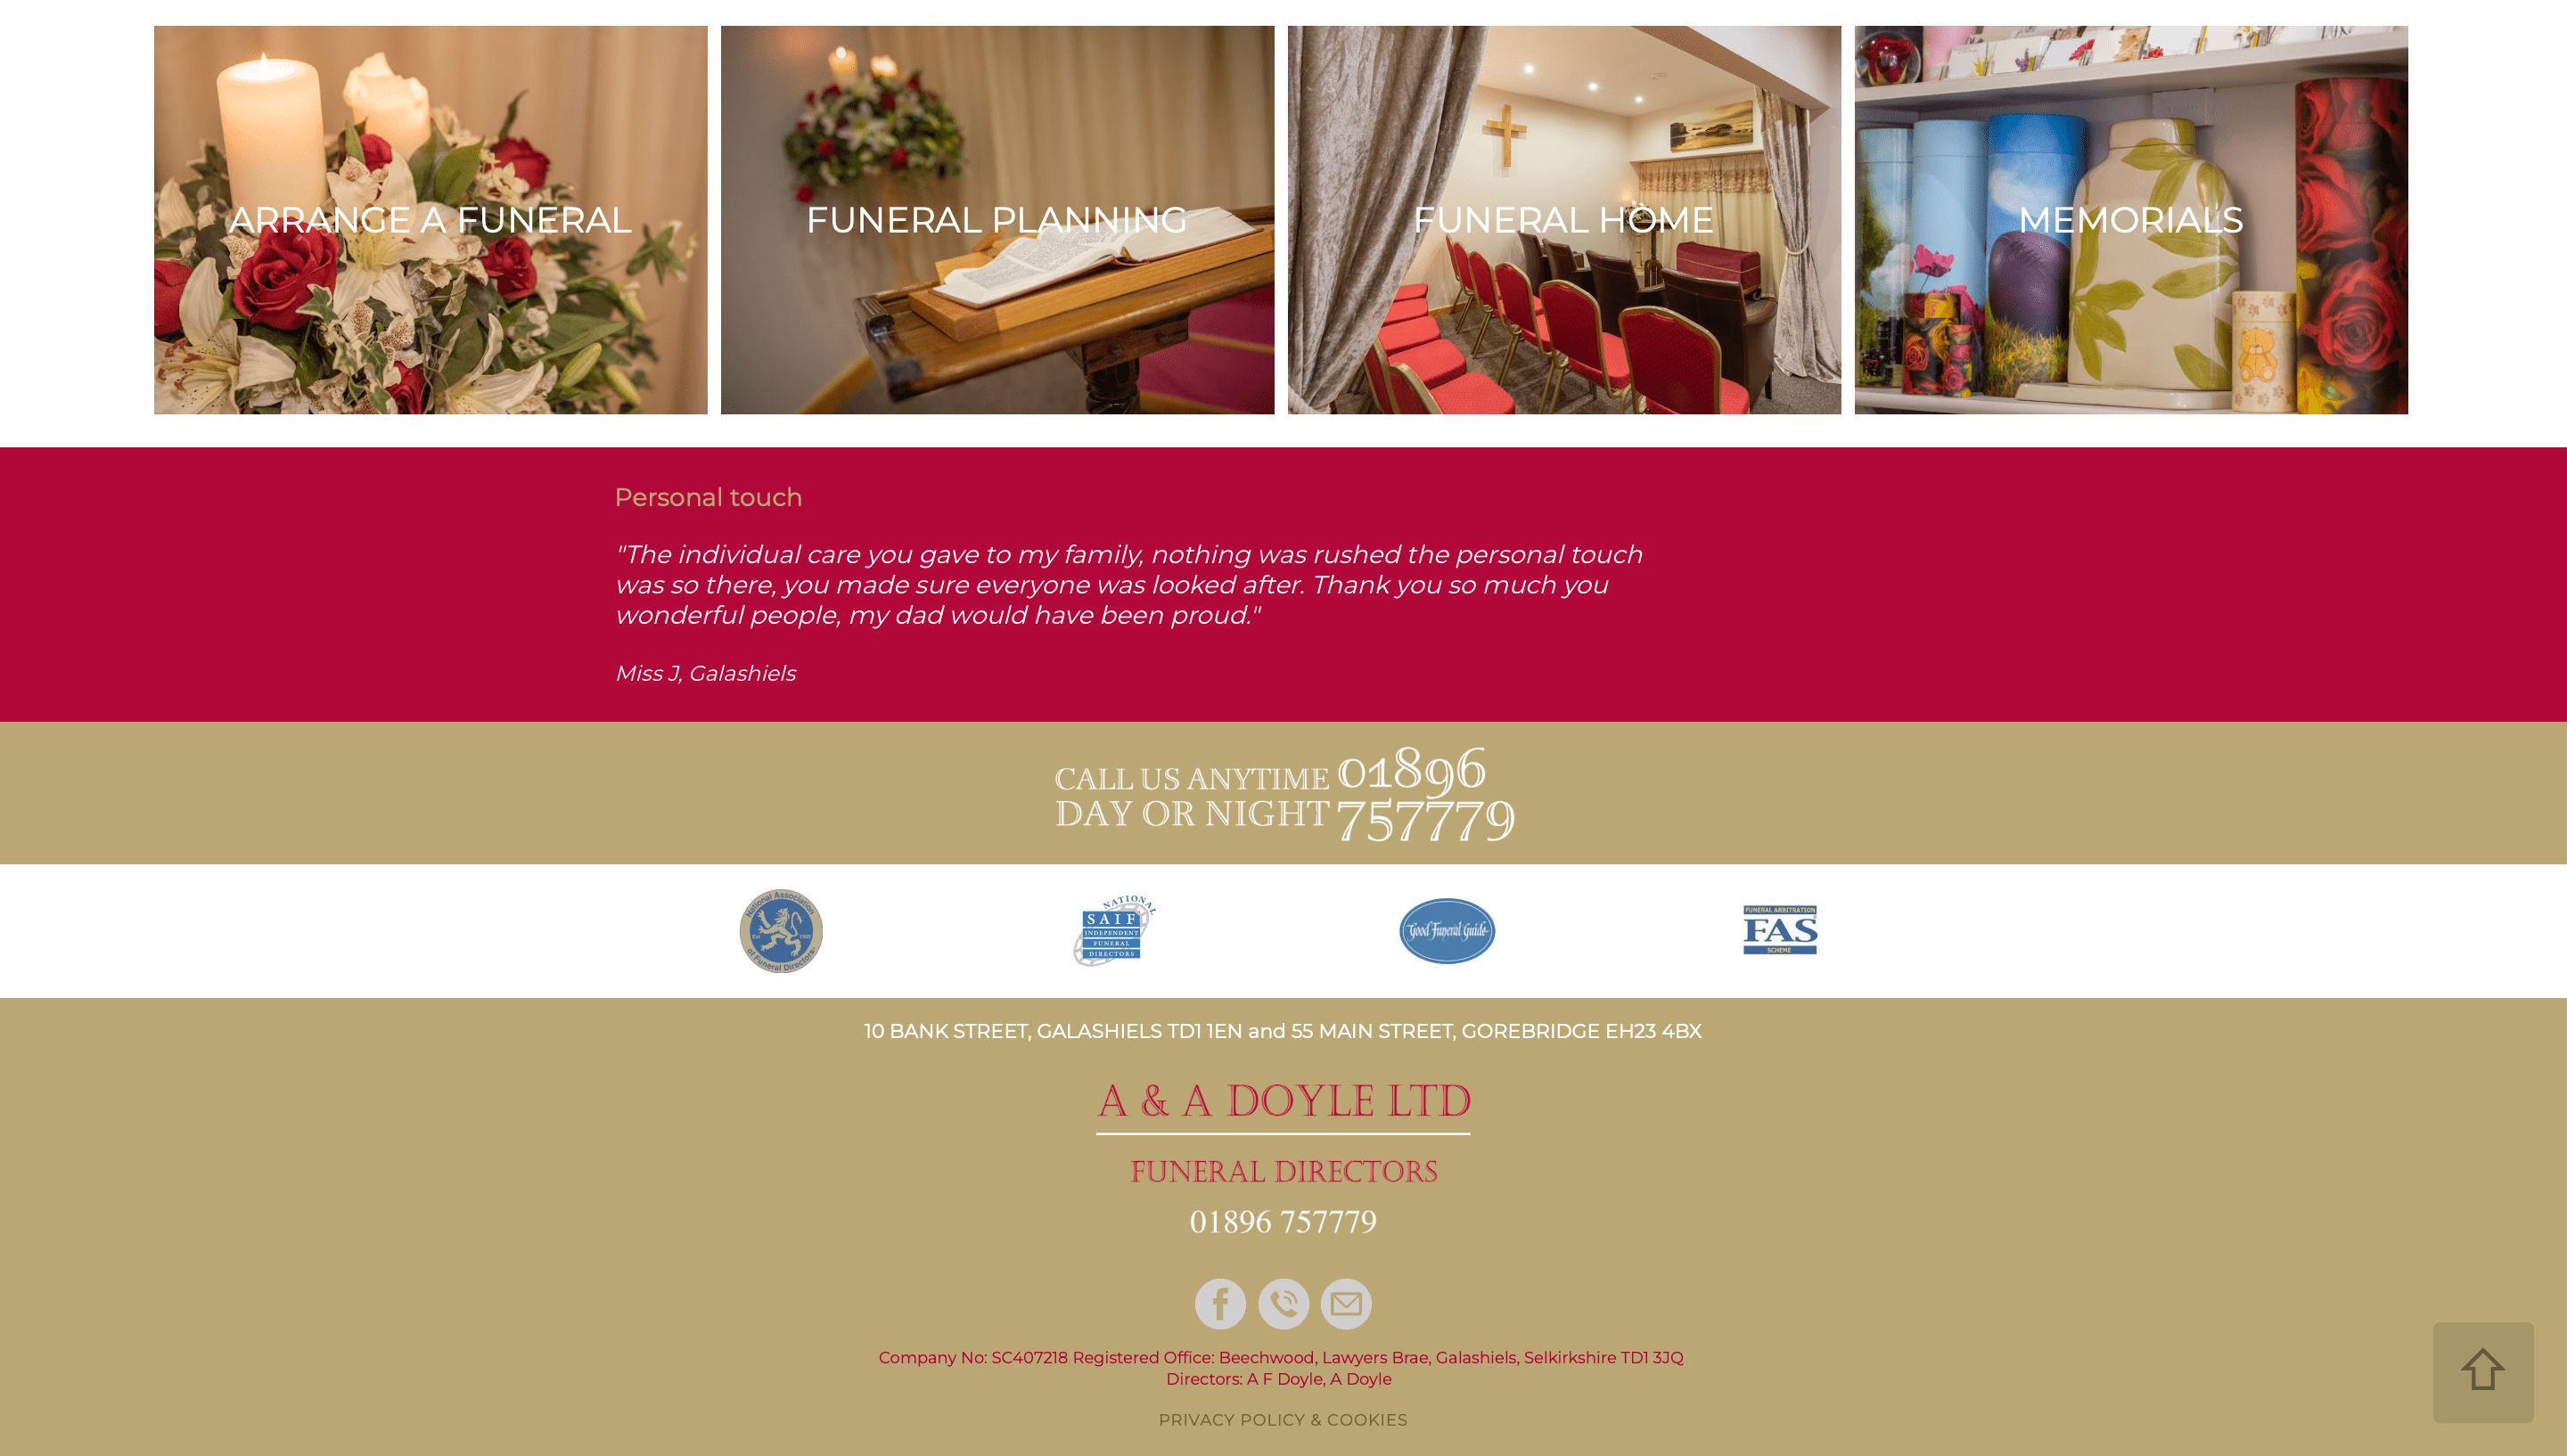 ARRANGE A FUNERAL
FUNERAL PLANNING
FUNERAL HOME
MEMORIALS
Personal touch
"The individual care you gave to my family, nothing was rushed the personal touch
was so there, you made sure everyone was looked after. Thank you so much you
wonderful people, my dad would have been proud."
Miss J, Galashiels
CALL US ANYTIME
DAY OR NIGHT
01896
757779
National Association
Est 1905
of Funeral Directors
NATIONAL
SAIF
INDEPENDENT
FUNERAL
DIRECTORS
Good Funeral Guide
FUNERAL ARBITRATION
FAS
SCHEME
10 BANK STREET, GALASHIELS TD1 1EN and 55 MAIN STREET, GOREBRIDGE EH23 4BX
A & A DOYLE LTD
FUNERAL DIRECTORS
01896 757779
Company No: SC407218 Registered Office: Beechwood, Lawyers Brae, Galashiels, Selkirkshire TD1 3JQ
Directors: A F Doyle, A Doyle
PRIVACY POLICY & COOKIES